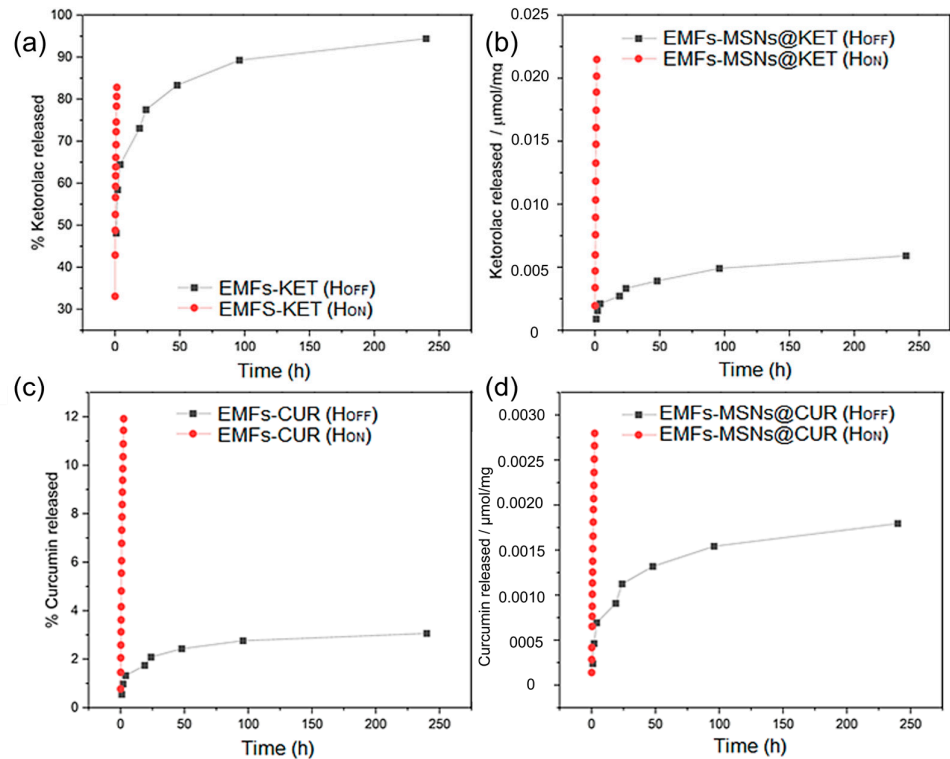 (a)
100
90
80
70
60
50
40
30
% Ketorolac released
EMFs-KET (HOFF)
EMFS-KET (HON)
0 50 100 150 200 250
Time (h)
(b)
EMFs-MSNs@KET (HOFF)
EMFs-MSNs@KET (HON)
0.020
0.015
0.010
0.005
0
Ketorolac released / μmol/mq
0 50 100 150 200 250
Time (h)
(c)
EMFs-CUR (HOFF)
EMFs-CUR (HON)
12
10
8
6
4
2
0
% Curcumin released
0 50 100 150 200 250
Time (h)
(d)
EMFs-MSNs@CUR (HOFF)
EMFs-MSNs@CUR (HON)
0.0030
0.0025
0.0020
0.0015
0.0010
0005
0
Curcumin released / μmol/mg
0 50 100 150 200 250
Time (h)